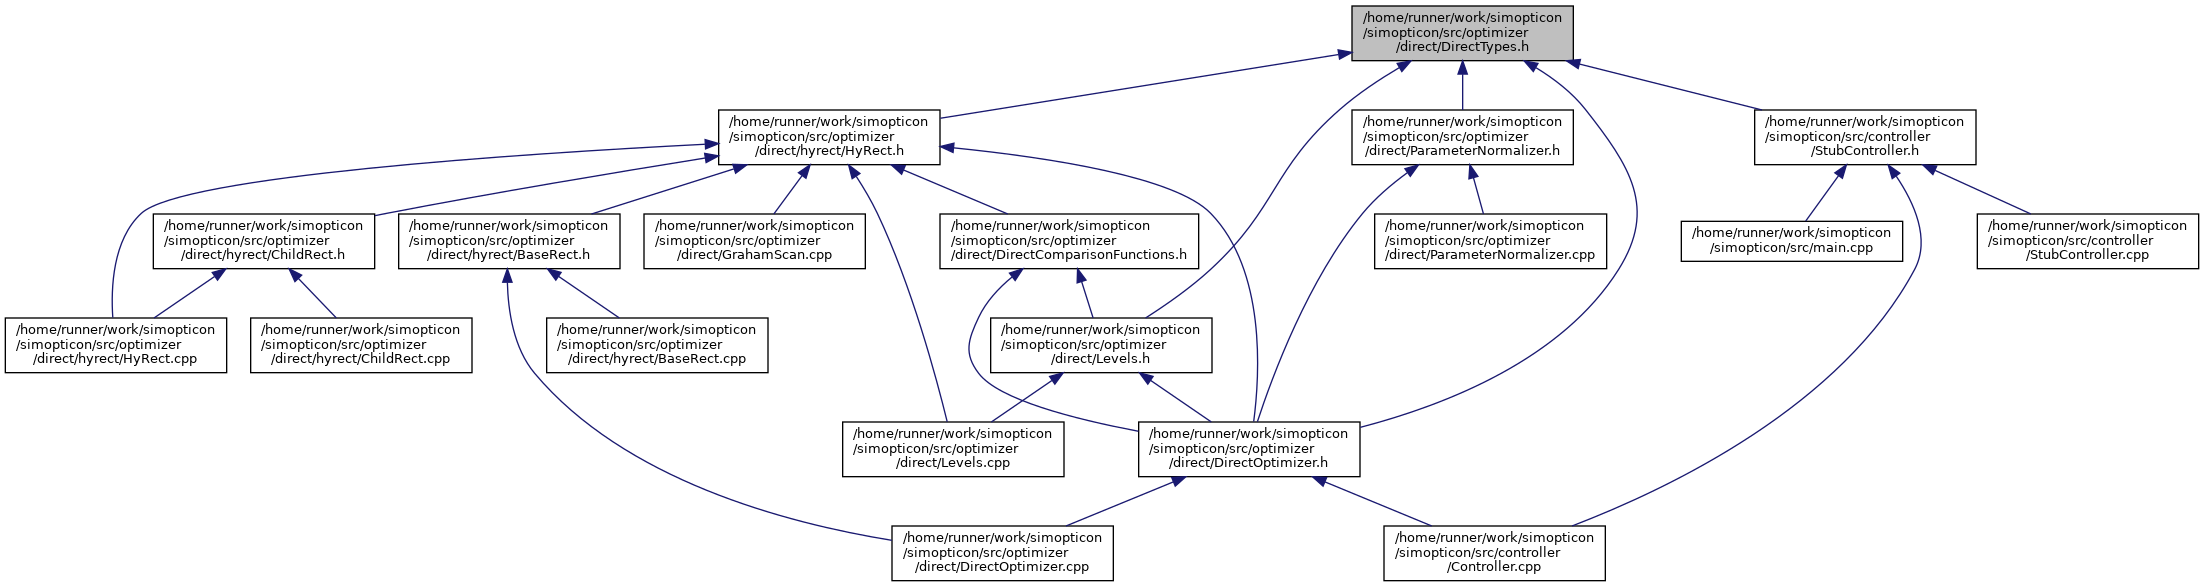 /home/runner/work/simopticon
/simopticon/src/optimizer
/direct/DirectTypes.h
/home/runner/work/simopticon
/simopticon/src/optimizer
/direct/hyrect/HyRect.h
/home/runner/work/simopticon
/simopticon/src/optimizer
/direct/ParameterNormalizer.h
/home/runner/work/simopticon
/simopticon/src/controller
/StubController.h
/home/runner/work/simopticon
/simopticon/src/optimizer
/direct/hyrect/ChildRect.h
/home/runner/work/simopticon
/simopticon/src/optimizer
/direct/hyrect/BaseRect.h
/home/runner/work/simopticon
/simopticon/src/optimizer
/direct/GrahamScan.cpp
/home/runner/work/simopticon
/simopticon/src/optimizer
/direct/DirectComparisonFunctions.h
/home/runner/work/simopticon
/simopticon/src/optimizer
/direct/ParameterNormalizer.cpp
/home/runner/work/simopticon
/simopticon/src/main.cpp
/home/runner/work/simopticon
/simopticon/src/controller
/StubController.cpp
/home/runner/work/simopticon
/simopticon/src/optimizer
/direct/hyrect/HyRect.cpp
/home/runner/work/simopticon
/simopticon/src/optimizer
/direct/hyrect/ChildRect.cpp
/home/runner/work/simopticon
/simopticon/src/optimizer
/direct/hyrect/BaseRect.cpp
/home/runner/work/simopticon
/simopticon/src/optimizer
/direct/Levels.h
/home/runner/work/simopticon
/simopticon/src/optimizer
/direct/Levels.cpp
/home/runner/work/simopticon
/simopticon/src/optimizer
/direct/DirectOptimizer.h
/home/runner/work/simopticon
/simopticon/src/optimizer
/direct/DirectOptimizer.cpp
/home/runner/work/simopticon
/simopticon/src/controller
/Controller.cpp